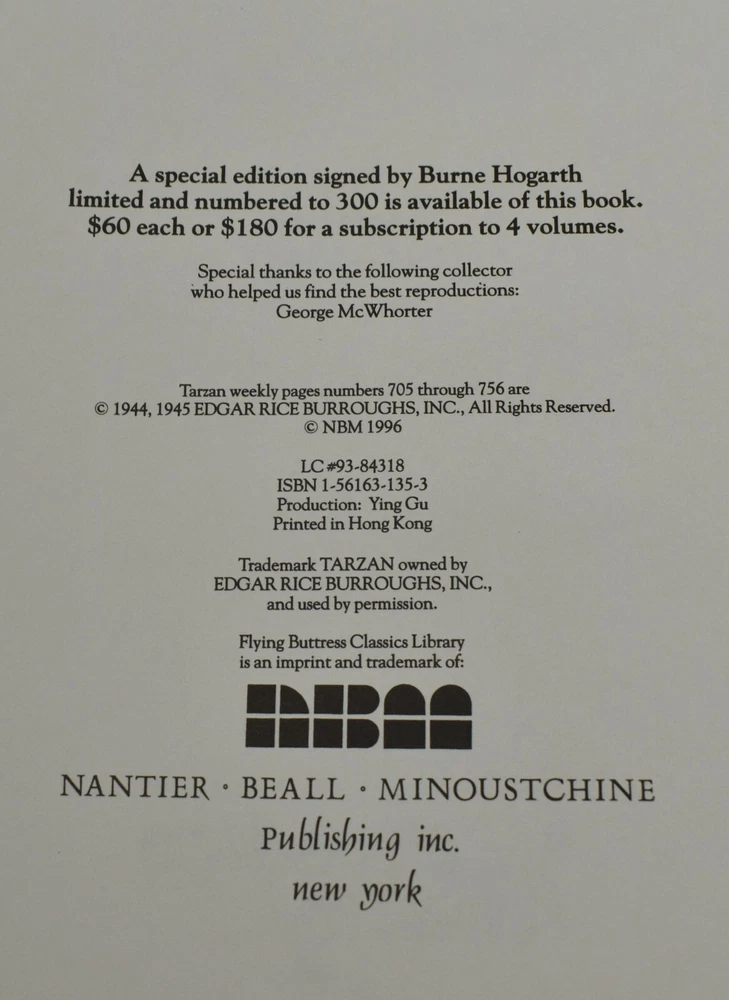 A special edition signed by Burne Hogarth
limited and numbered to 300 is available of this book.
$60 each or $180 for a subscription to 4 volumes.
Special thanks to the following collector
who helped us find the best reproductions:
George McWhorter
Tarzan weekly pages numbers 705 through 756 are
© 1944, 1945 EDGAR RICE BURROUGHS, INC., All Rights Reserved.
© NBM 1996
LC #93-84318
ISBN 1-56163-135-3
Production: Ying Gu
Printed in Hong Kong
Trademark TARZAN owned by
EDGAR RICE BURROUGHS, INC.,
and used by permission.
Flying Buttress Classics Library
is an imprint and trademark of:
NBM
NANTIER · BEALL · MINOUSTCHINE
Publishing inc.
new york